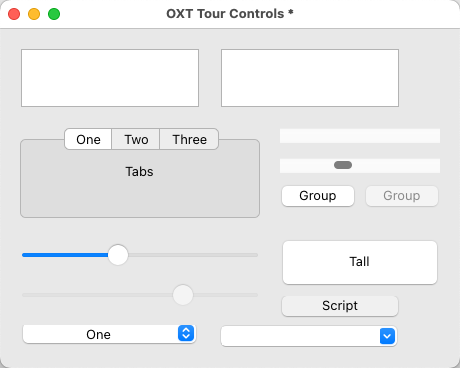 OXT Tour Controls *
One Two Three
Tabs
Group Group
Tall
Script
One